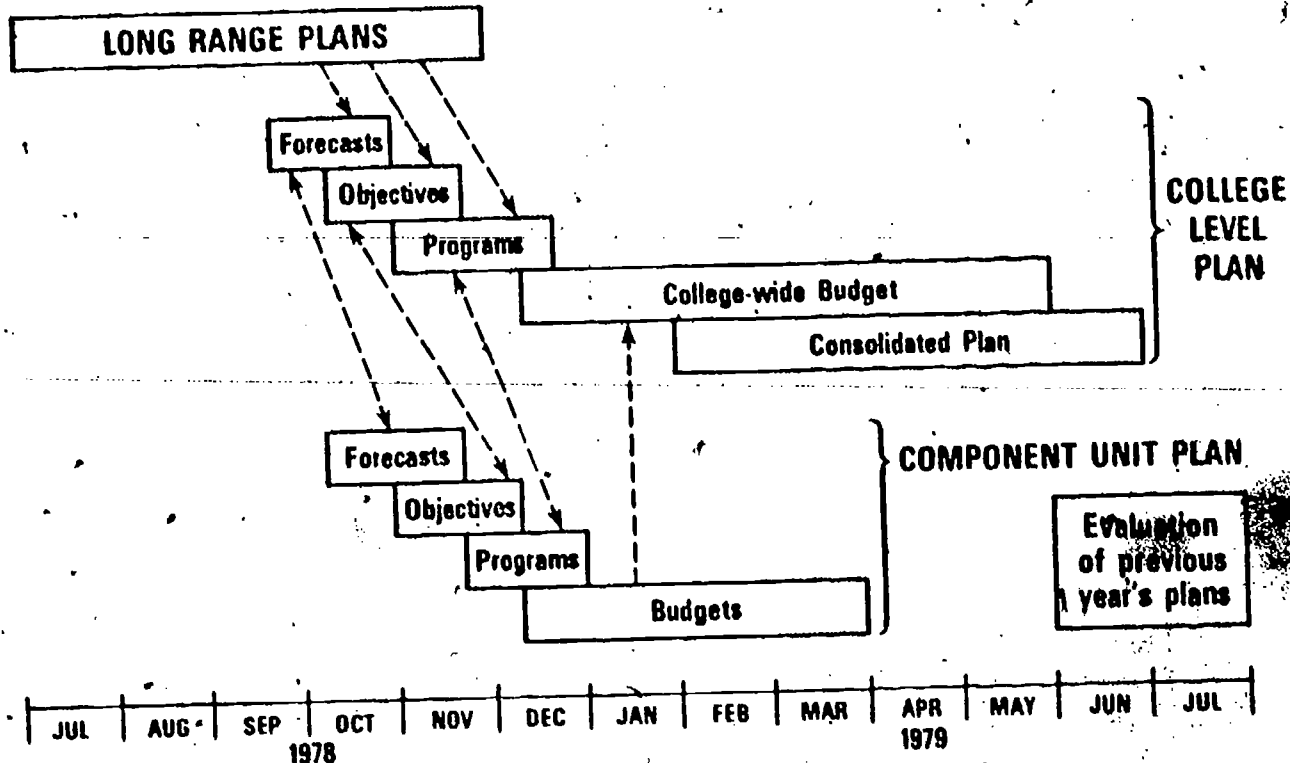 LONG RANGE PLANS
Forecasts
Objectives
Programs
College-wide Budget
Consolidated Plan
COLLEGE
LEVEL
PLAN
Forecasts
Objectives
Programs
Budgets
COMPONENT UNIT PLAN
Evaluation
of previous
year's plans
JUL AUG SEP OCT NOV DEC JAN FEB MAR APR MAY JUN JUL
1978 1979